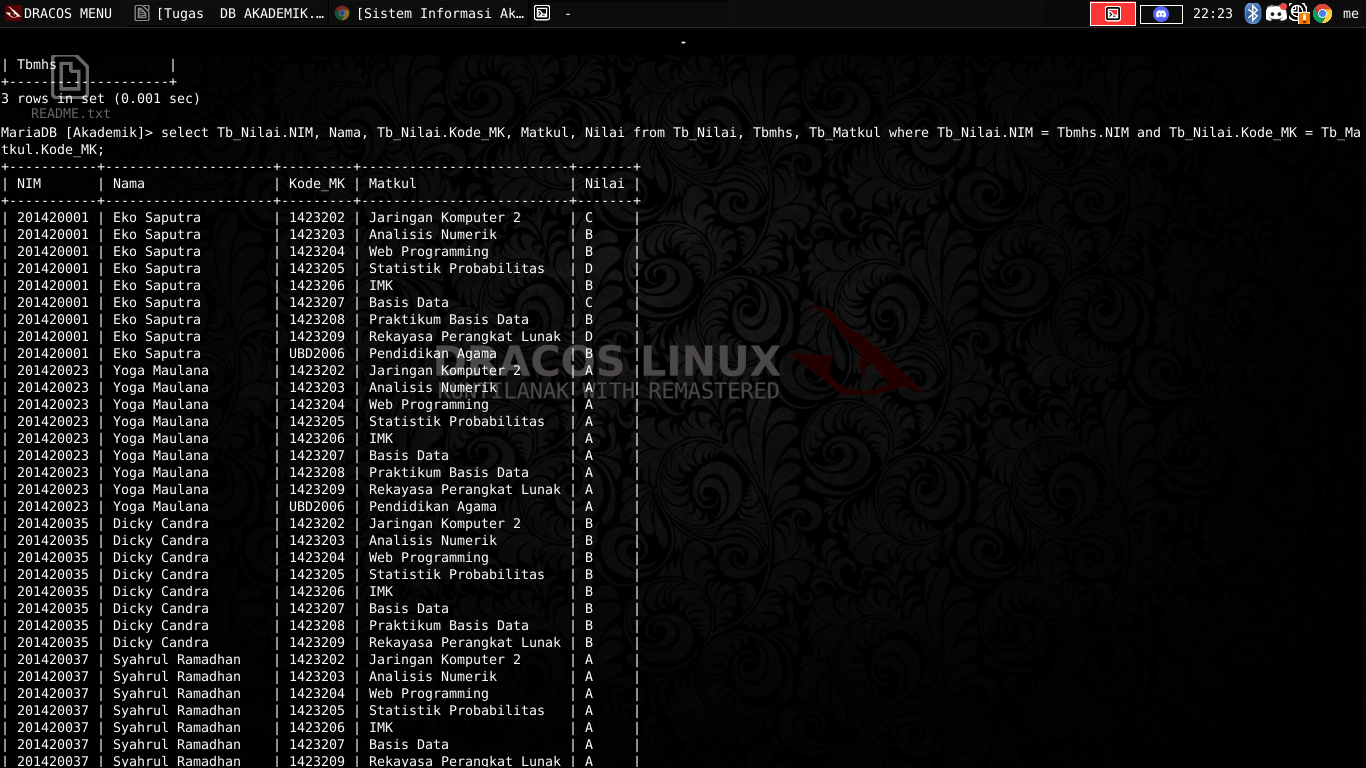 DRACOS MENU [Tugas  DB AKADEMIK.… [Sistem Informasi Ak… - 22:23 me
-
| Tbmhs              |
+--------------------+
3 rows in set (0.001 sec)
README.txt
MariaDB [Akademik]> select Tb_Nilai.NIM, Nama, Tb_Nilai.Kode_MK, Matkul, Nilai from Tb_Nilai, Tbmhs, Tb_Matkul where Tb_Nilai.NIM = Tbmhs.NIM and Tb_Nilai.Kode_MK = Tb_Ma
tkul.Kode_MK;
+-----------+---------------------+---------+--------------------------+-------+
| NIM       | Nama                | Kode_MK | Matkul                   | Nilai |
+-----------+---------------------+---------+--------------------------+-------+
| 201420001 | Eko Saputra         | 1423202 | Jaringan Komputer 2      | C     |
| 201420001 | Eko Saputra         | 1423203 | Analisis Numerik         | B     |
| 201420001 | Eko Saputra         | 1423204 | Web Programming          | B     |
| 201420001 | Eko Saputra         | 1423205 | Statistik Probabilitas   | D     |
| 201420001 | Eko Saputra         | 1423206 | IMK                      | B     |
| 201420001 | Eko Saputra         | 1423207 | Basis Data               | C     |
| 201420001 | Eko Saputra         | 1423208 | Praktikum Basis Data     | B     |
| 201420001 | Eko Saputra         | 1423209 | Rekayasa Perangkat Lunak | D     |
| 201420001 | Eko Saputra         | UBD2006 | Pendidikan Agama         | B     |
| 201420023 | Yoga Maulana        | 1423202 | Jaringan Komputer 2      | A     |
| 201420023 | Yoga Maulana        | 1423203 | Analisis Numerik         | A     |
| 201420023 | Yoga Maulana        | 1423204 | Web Programming          | A     |
| 201420023 | Yoga Maulana        | 1423205 | Statistik Probabilitas   | A     |
| 201420023 | Yoga Maulana        | 1423206 | IMK                      | A     |
| 201420023 | Yoga Maulana        | 1423207 | Basis Data               | A     |
| 201420023 | Yoga Maulana        | 1423208 | Praktikum Basis Data     | A     |
| 201420023 | Yoga Maulana        | 1423209 | Rekayasa Perangkat Lunak | A     |
| 201420023 | Yoga Maulana        | UBD2006 | Pendidikan Agama         | A     |
| 201420035 | Dicky Candra        | 1423202 | Jaringan Komputer 2      | B     |
| 201420035 | Dicky Candra        | 1423203 | Analisis Numerik         | B     |
| 201420035 | Dicky Candra        | 1423204 | Web Programming          | B     |
| 201420035 | Dicky Candra        | 1423205 | Statistik Probabilitas   | B     |
| 201420035 | Dicky Candra        | 1423206 | IMK                      | B     |
| 201420035 | Dicky Candra        | 1423207 | Basis Data               | B     |
| 201420035 | Dicky Candra        | 1423208 | Praktikum Basis Data     | B     |
| 201420035 | Dicky Candra        | 1423209 | Rekayasa Perangkat Lunak | B     |
| 201420037 | Syahrul Ramadhan    | 1423202 | Jaringan Komputer 2      | A     |
| 201420037 | Syahrul Ramadhan    | 1423203 | Analisis Numerik         | A     |
| 201420037 | Syahrul Ramadhan    | 1423204 | Web Programming          | A     |
| 201420037 | Syahrul Ramadhan    | 1423205 | Statistik Probabilitas   | A     |
| 201420037 | Syahrul Ramadhan    | 1423206 | IMK                      | A     |
| 201420037 | Syahrul Ramadhan    | 1423207 | Basis Data               | A     |
| 201420037 | Syahrul Ramadhan    | 1423209 | Rekayasa Perangkat Lunak | A     |
DRACOS LINUX
KUNTILANAK WITH REMASTERED